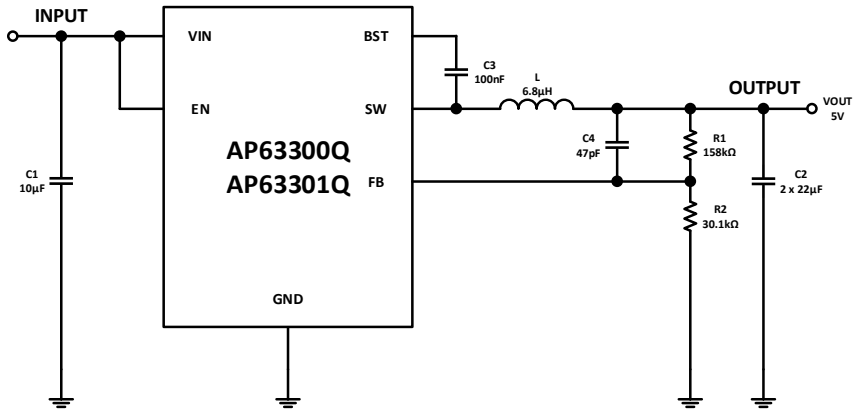 INPUT
VIN
BST
C3
100nF
L
6.8µH
OUTPUT
VOUT
5V
EN
SW
C4
47pF
R1
158kΩ
AP63300Q
AP63301Q
FB
C1
10µF
C2
2 x 22µF
R2
30.1kΩ
GND